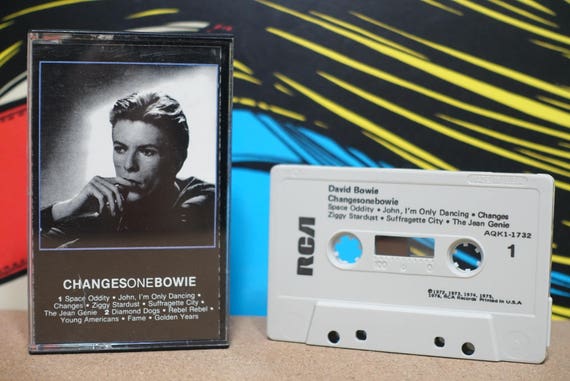 CHANGESONEBOWIE
1 Space Oddity • John, I'm Only Dancing •
Changes • Ziggy Stardust • Suffragette City •
The Jean Genie 2 Diamond Dogs • Rebel Rebel •
Young Americans • Fame • Golden Years
RCA
David Bowie
Changesonebowie
Space Oddity • John, I'm Only Dancing • Changes
Ziggy Stardust • Suffragette City • The Jean Genie
AQK1-1732
1
1976, RCA Records Printed in U.S.A